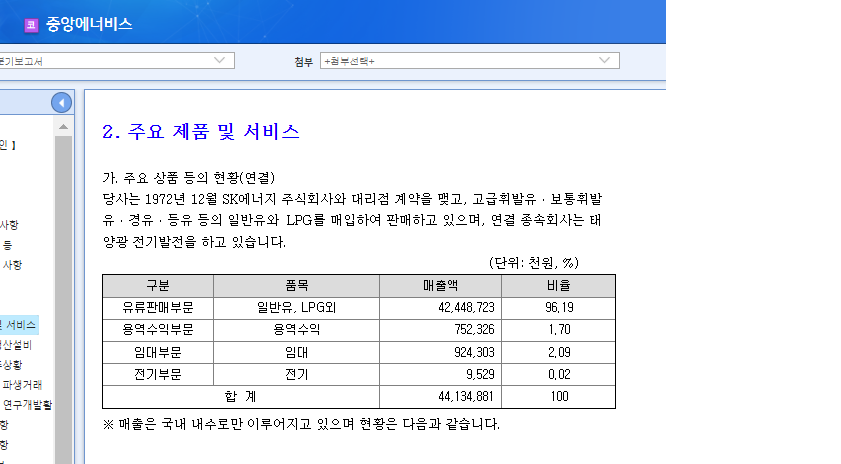 코 중앙에너비스
분기보고서
첨부 +첨부선택+
인 】
사항
등
사항
및 서비스
생산설비
주상황
파생거래
연구개발활
항
항
2. 주요 제품 및 서비스
가. 주요 상품 등의 현황(연결)
당사는 1972년 12월 SK에너지 주식회사와 대리점 계약을 맺고, 고급휘발유ㆍ보통휘발
유ㆍ경유ㆍ등유 등의 일반유와 LPG를 매입하여 판매하고 있으며, 연결 종속회사는 태
양광 전기발전을 하고 있습니다.
(단위: 천원, %)
구분 품목 매출액 비율
유류판매부문 일반유, LPG외 42,448,723 96.19
용역수익부문 용역수익 752,326 1.70
임대부문 임대 924,303 2.09
전기부문 전기 9,529 0.02
합 계 44,134,881 100
※ 매출은 국내 내수로만 이루어지고 있으며 현황은 다음과 같습니다.